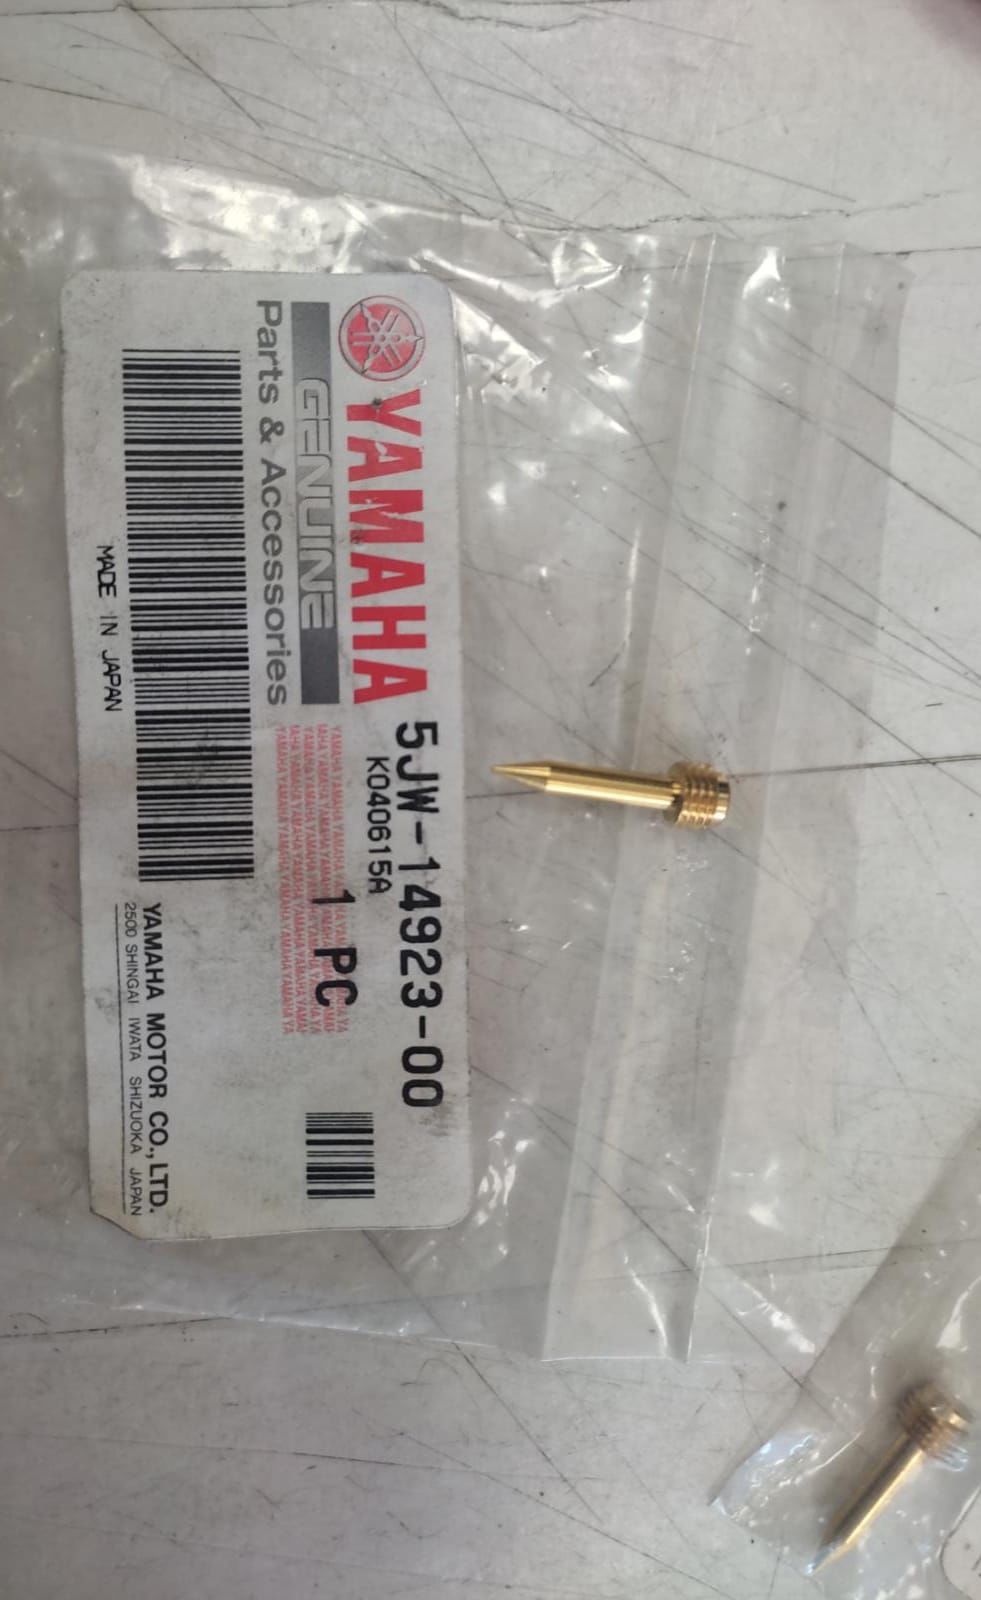 YAMAHA
GENUINE
Parts & Accessories
5JW-14923-00
K040615A
1 PC
MADE IN JAPAN
YAMAHA MOTOR CO., LTD.
2500 SHINGAI IWATA SHIZUOKA JAPAN